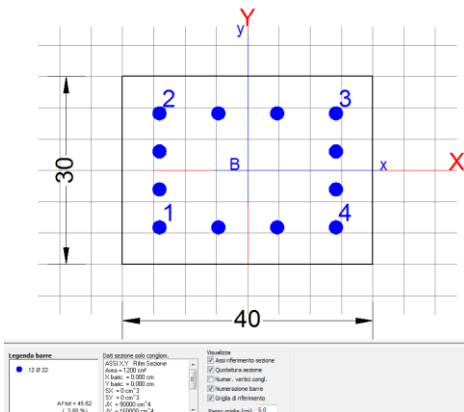 Y
y
2
3
30
B
x
X
1
4
40
Legenda barre
12 Ø 22
Af tot = 45.62
( 3.80 %)
Dati sezione solo conglom.
ASSI X,Y Rifer.Sezione
Area = 1200 cm²
X baric. = 0.000 cm
Y baric. = 0.000 cm
SX = 0 cm^3
SY = 0 cm^3
JX = 90000 cm^4
JY = 160000 cm^4
Visualizza
Assi riferimento sezione
Quotatura sezione
Numer. vertici congl.
Numerazione barre
Griglia di riferimento
Passo griglia [cm] 5.0